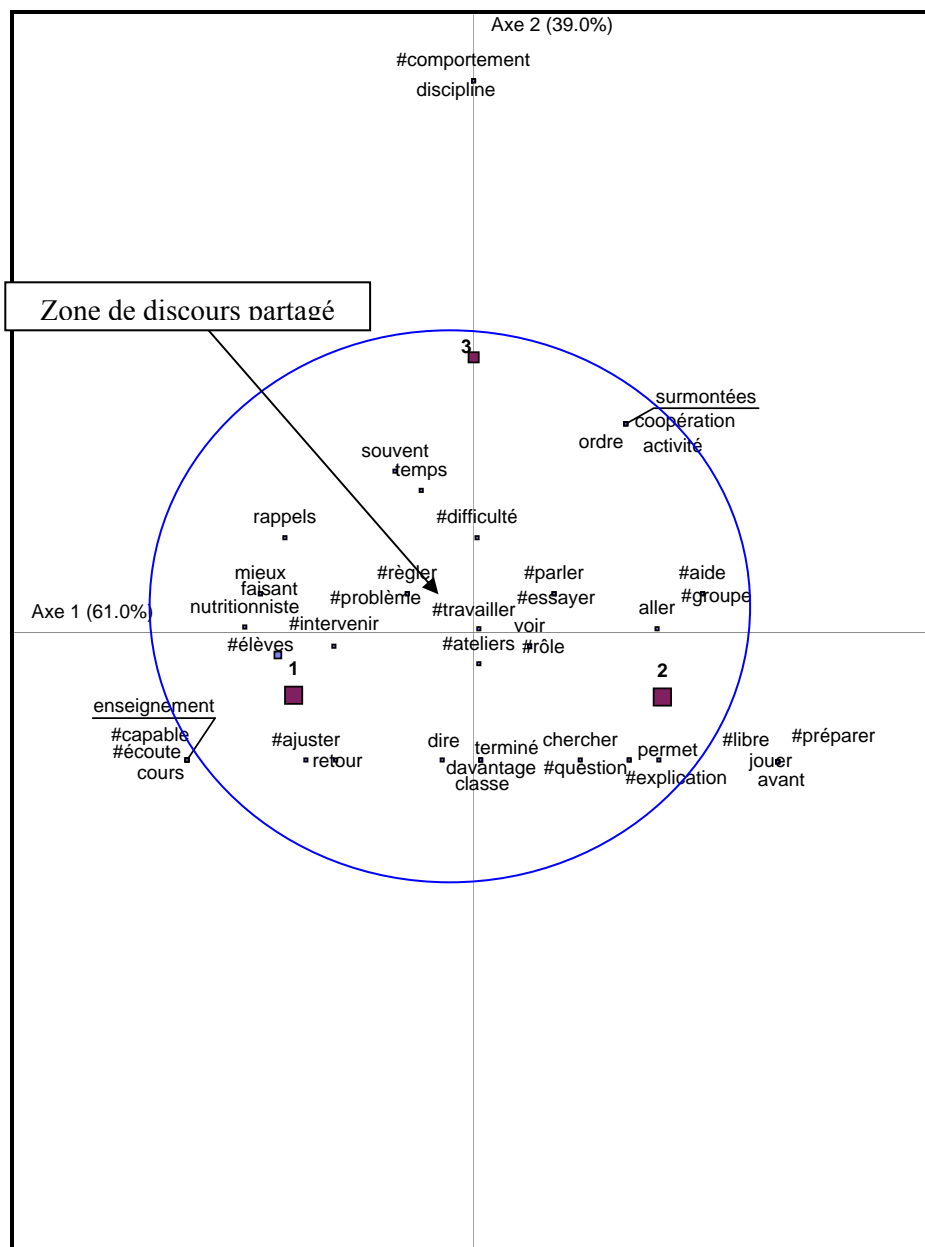 Axe 2 (39.0%)
#comportement
discipline
Zone de discours partagé
3
surmontées
coopération
ordre
activité
souvent
temps
rappels
#difficulté
mieux
#règler
#parler
#aide
faisant
#problème
#essayer
#groupe
nutritionniste
#travailler
aller
Axe 1 (61.0%)
#intervenir
voir
#élèves
#ateliers
#rôle
1
2
enseignement
#capable
#écoute
cours
#ajuster
retour
dire
terminé
davantage
classe
chercher
#question
permet
#explication
#libre
#préparer
jouer
avant